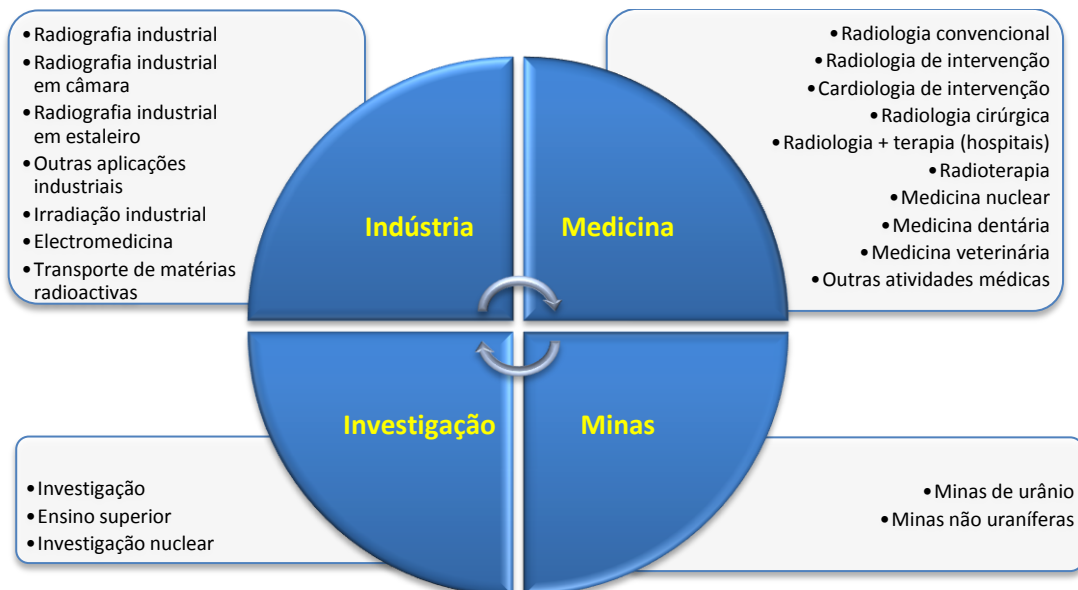 •Radiografia industrial
•Radiografia industrial
em câmara
•Radiografia industrial
em estaleiro
•Outras aplicações
industriais
•Irradiação industrial
•Electromedicina
•Transporte de matérias
radioactivas
•Radiologia convencional
•Radiologia de intervenção
•Cardiologia de intervenção
•Radiologia cirúrgica
•Radiologia + terapia (hospitais)
•Radioterapia
•Medicina nuclear
•Medicina dentária
•Medicina veterinária
•Outras atividades médicas
Indústria
Medicina
Investigação
Minas
•Investigação
•Ensino superior
•Investigação nuclear
•Minas de urânio
•Minas não uraníferas